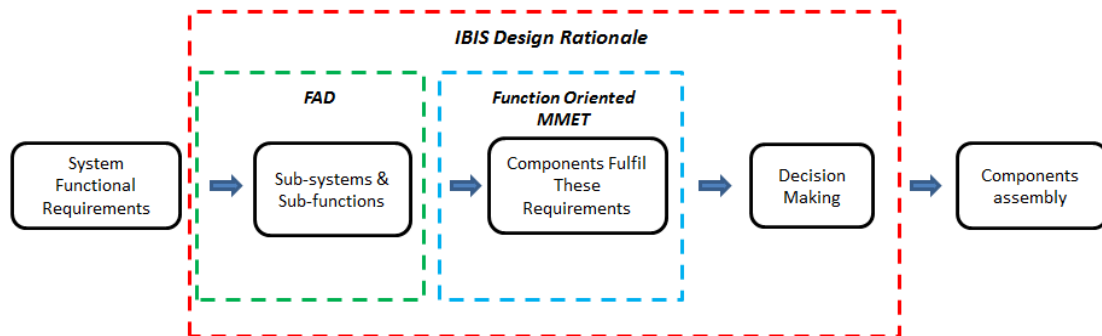 IBIS Design Rationale
FAD
Function Oriented
MMET
System
Functional
Requirements
Sub-systems &
Sub-functions
Components Fulfil
These
Requirements
Decision
Making
Components
assembly